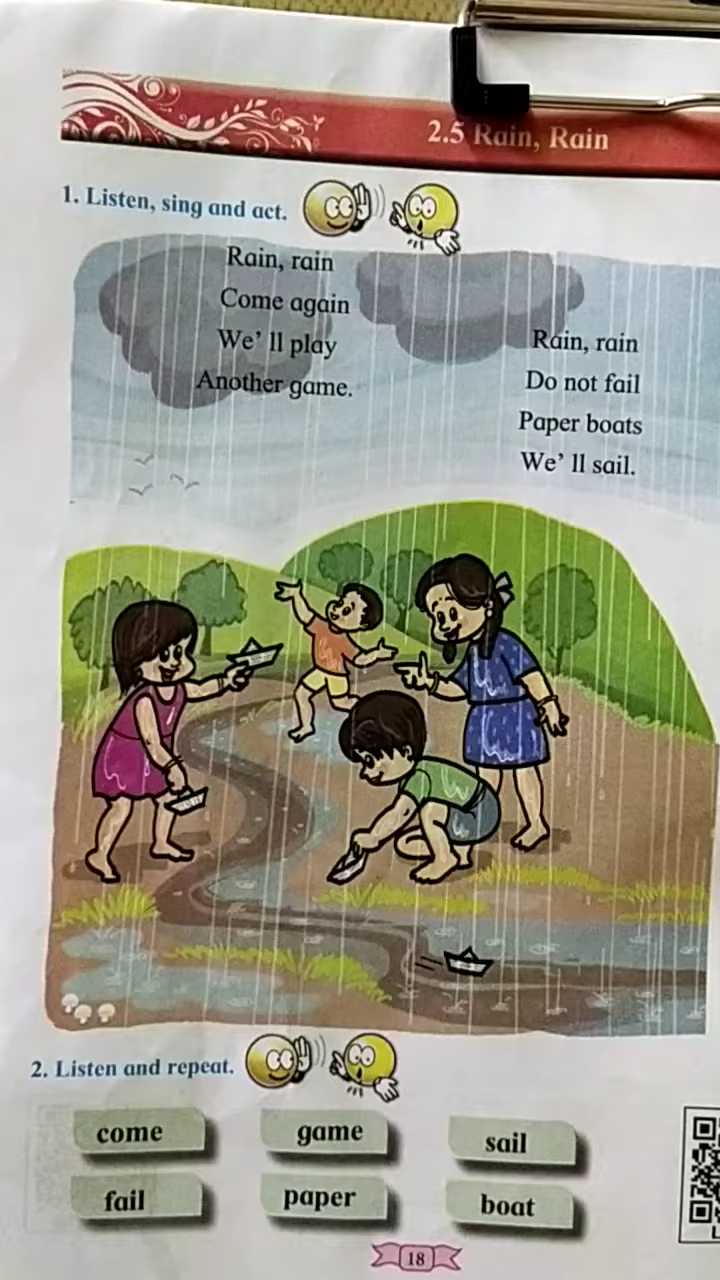 2.5 Rain, Rain
1. Listen, sing and act.
Rain, rain
Come again
We' ll play
Another game.
Rain, rain
Do not fail
Paper boats
We' ll sail.
2. Listen and repeat.
come game sail
fail paper boat
18